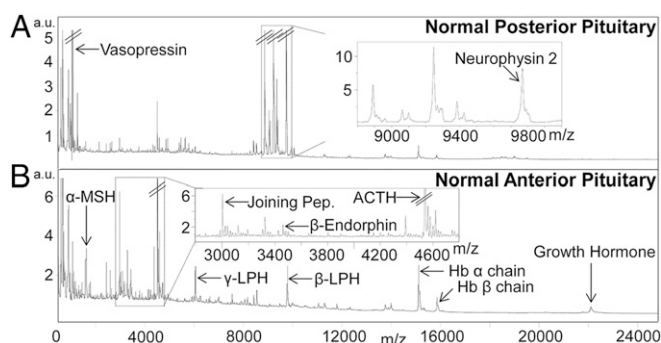 A
a.u.
Normal Posterior Pituitary
5
4
3
2
1
Vasopressin
10
5
Neurophysin 2
9000
9400
9800
m/z
B
a.u.
Normal Anterior Pituitary
6
4
2
α-MSH
6
2
Joining Pep.
ACTH
β-Endorphin
3000
3400
3800
4200
4600
m/z
γ-LPH
β-LPH
Hb α chain
Hb β chain
Growth Hormone
0
4000
8000
12000
m/z
16000
20000
24000